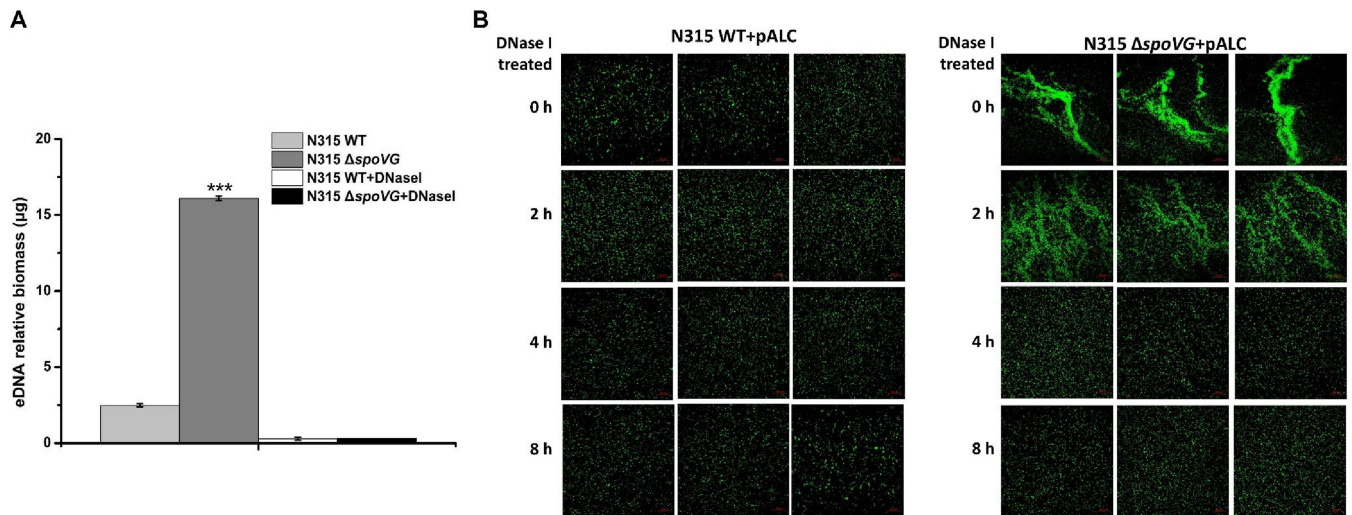 A
20
15
10
5
0
eDNA relative biomass (µg)
N315 WT
N315 ΔspoVG
N315 WT+DNaseI
N315 ΔspoVG+DNaseI
***
B
DNase I
treated
N315 WT+pALC
0 h
2 h
4 h
8 h
DNase I
treated
N315 ΔspoVG+pALC
0 h
2 h
4 h
8 h